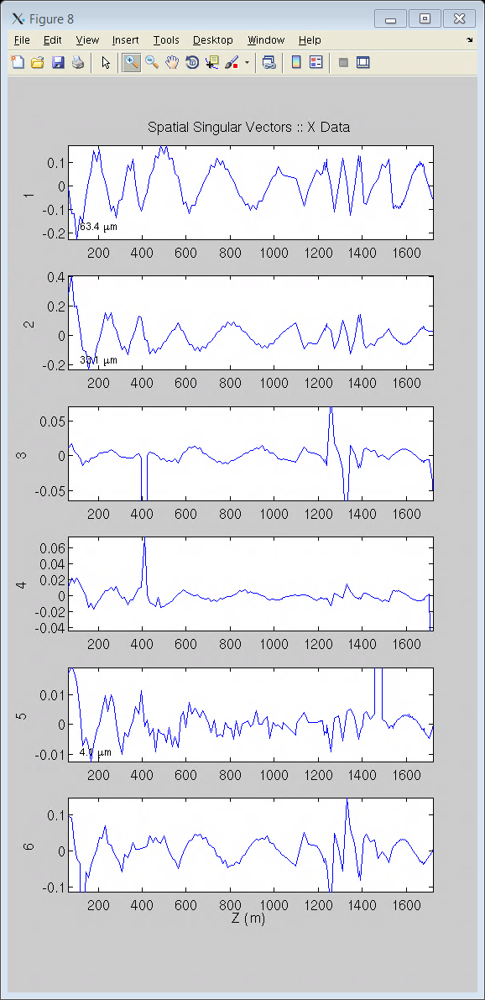 Figure 8
File Edit View Insert Tools Desktop Window Help
Spatial Singular Vectors :: X Data
0.1
0
-0.1
-0.2
1
63.4 µm
200 400 600 800 1000 1200 1400 1600
0.4
0.2
0
-0.2
2
200 400 600 800 1000 1200 1400 1600
0.05
0
-0.05
3
200 400 600 800 1000 1200 1400 1600
0.06
0.04
0.02
0
-0.02
-0.04
4
200 400 600 800 1000 1200 1400 1600
0.01
0
-0.01
5
200 400 600 800 1000 1200 1400 1600
0.1
0
-0.1
6
200 400 600 800 1000 1200 1400 1600
Z (m)